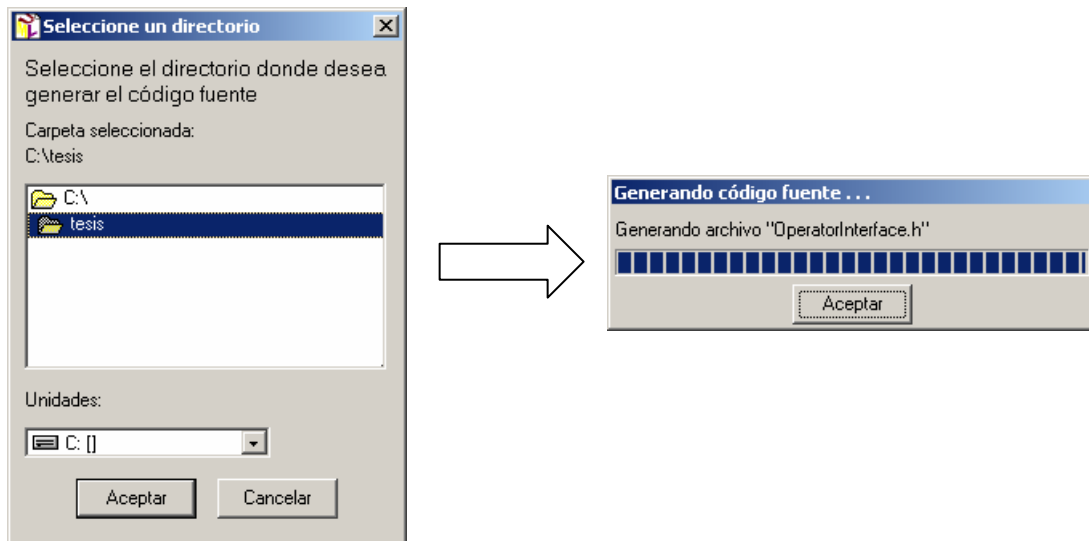 Seleccione un directorio
Seleccione el directorio donde desea
generar el código fuente
Carpeta seleccionada:
C:\tesis
C:\
tesis
Unidades:
C: []
Aceptar
Cancelar
Generando código fuente . . .
Generando archivo "OperatorInterface.h"
Aceptar